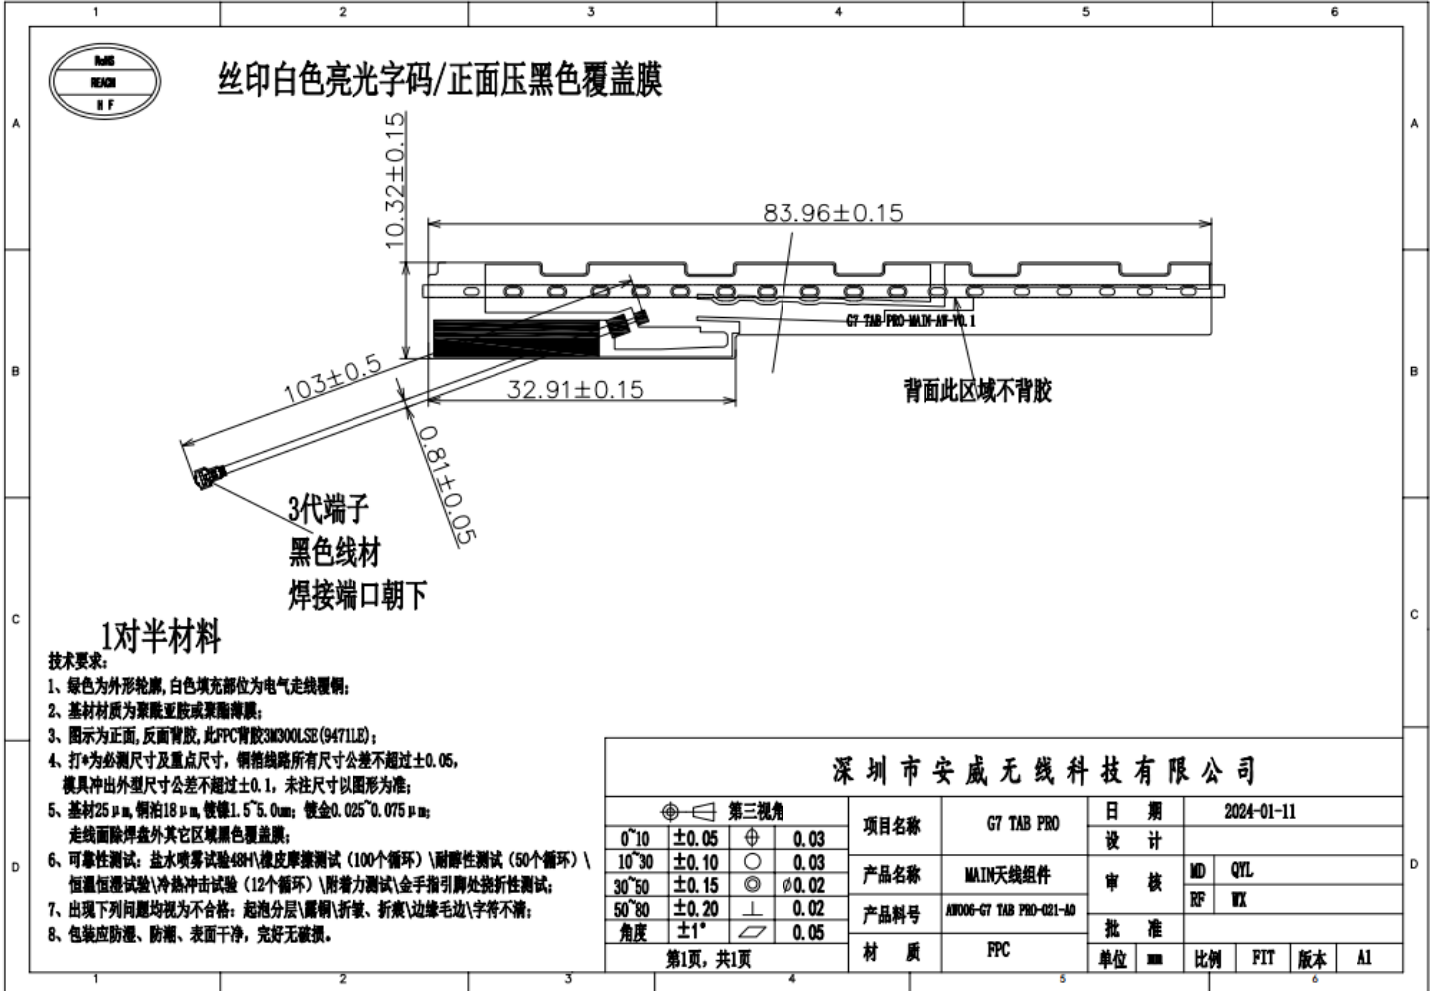 1 2 3 4 5 6
RoHS
REACH
H F
丝印白色亮光字码/正面压黑色覆盖膜
A A
10.32±0.15
83.96±0.15
G7 TAB PRO-MAIN-AW-V0.1
B B
103±0.5
32.91±0.15
背面此区域不背胶
0.81±0.05
3代端子
黑色线材
焊接端口朝下
C C
1对半材料
技术要求:
1、绿色为外形轮廓,白色填充部位为电气走线覆铜;
2、基材材质为聚酰亚胺或聚酯薄膜;
3、图示为正面,反面背胶,此FPC背胶3M300LSE(9471LE);
4、打*为必测尺寸及重点尺寸，铜箔线路所有尺寸公差不超过±0.05,
模具冲出外型尺寸公差不超过±0.1，未注尺寸以图形为准;
5、基材25μm,铜泊18μm,镀镍1.5~5.0um; 镀金0.025~0.075μm;
走线面除焊盘外其它区域黑色覆盖膜;
6、可靠性测试: 盐水喷雾试验48H\橡皮摩擦测试（100个循环）\耐醇性测试（50个循环）\
恒温恒湿试验\冷热冲击试验（12个循环）\附着力测试\金手指引脚处挠折性测试;
7、出现下列问题均视为不合格: 起泡分层\露铜\折皱、折痕\边缘毛边\字符不清;
8、包装应防湿、防潮、表面干净，完好无破损。
D D
深圳市安威无线科技有限公司
第三视角
0~10 ±0.05 0.03
10~30 ±0.10 0.03
30~50 ±0.15 ø0.02
50~80 ±0.20 0.02
角度 ±1° 0.05
第1页，共1页
项目名称 G7 TAB PRO
产品名称 MAIN天线组件
产品料号 AW006-G7 TAB PRO-021-A0
材 质 FPC
日 期 2024-01-11
设 计
审 核 MD QYL
RF WX
批 准
单位 mm 比例 FIT 版本 A1
1 2 3 4 5 6